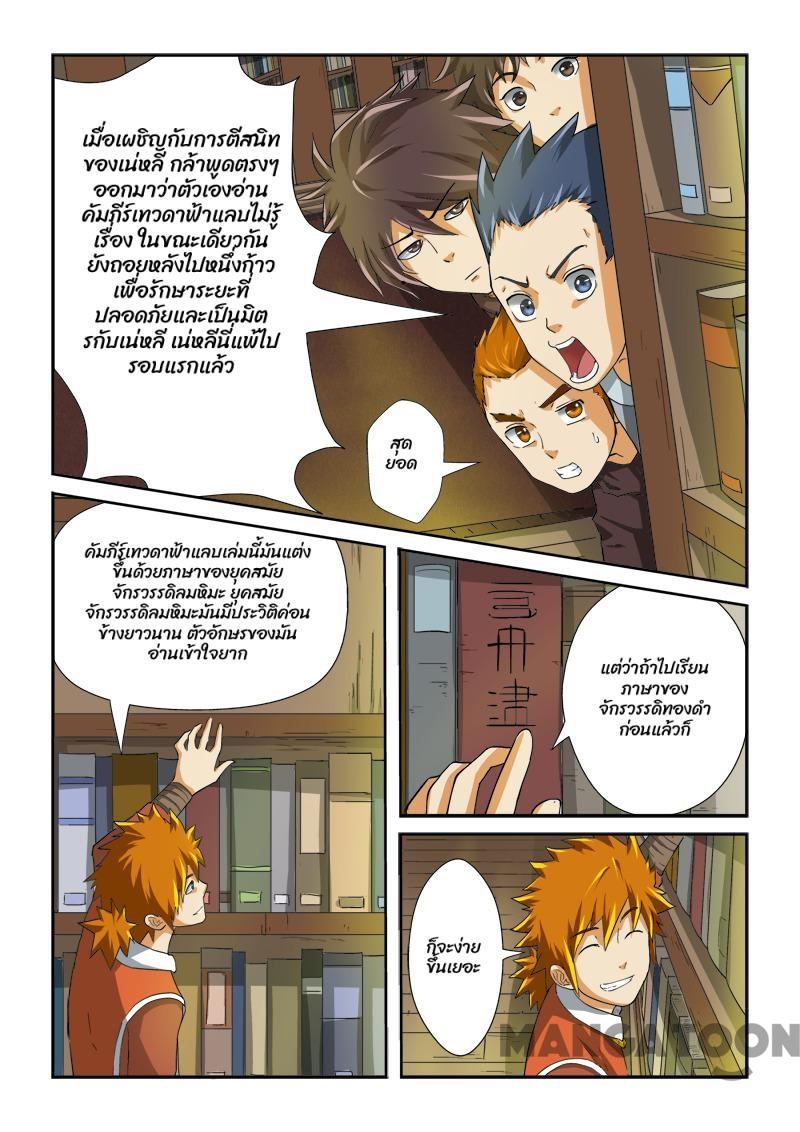 เมื่อเผชิญกับการตีสนิท
ของเน่หลี กล้าพูดตรงๆ
ออกมาว่าตัวเองอ่าน
คัมภีร์เทวดาฟ้าแลบไม่รู้
เรื่อง ในขณะเดียวกัน
ยังถอยหลังไปหนึ่งก้าว
เพื่อรักษาระยะที่
ปลอดภัยและเป็นมิต
รกับเน่หลี เน่หลีนี่แพ้ไป
รอบแรกแล้ว
สุด
ยอด
คัมภีร์เทวดาฟ้าแลบเล่มนี้มันแต่ง
ขึ้นด้วยภาษาของยุคสมัย
จักรวรรดิลมหิมะ ยุคสมัย
จักรวรรดิลมหิมะมันมีประวัติค่อน
ข้างยาวนาน ตัวอักษรของมัน
อ่านเข้าใจยาก
แต่ว่าถ้าไปเรียน
ภาษาของ
จักรวรรดิทองดำ
ก่อนแล้วก็
ก็จะง่าย
ขึ้นเยอะ
MANGATOON